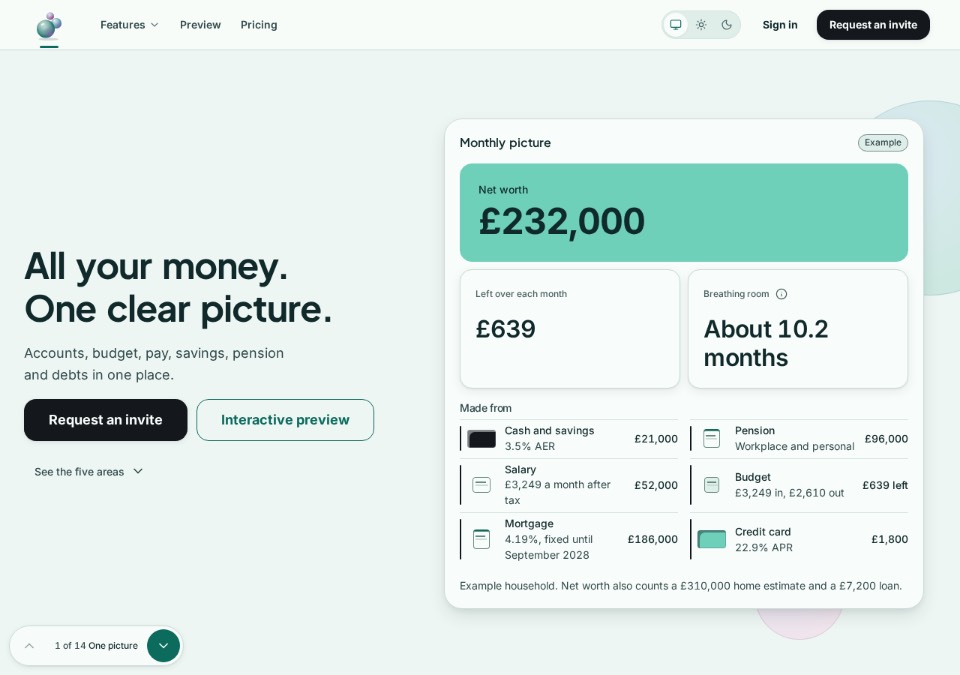 Features
Preview
Pricing
Sign in
Request an invite
All your money.
One clear picture.
Accounts, budget, pay, savings, pension
and debts in one place.
Request an invite
Interactive preview
See the five areas
Monthly picture
Example
Net worth
£232,000
Left over each month
£639
Breathing room
About 10.2
months
Made from
Cash and savings
3.5% AER
£21,000
Pension
Workplace and personal
£96,000
Salary
£3,249 a month after
tax
£52,000
Budget
£3,249 in, £2,610 out
£639 left
Mortgage
4.19%, fixed until
September 2028
£186,000
Credit card
22.9% APR
£1,800
Example household. Net worth also counts a £310,000 home estimate and a £7,200 loan.
1 of 14 One picture